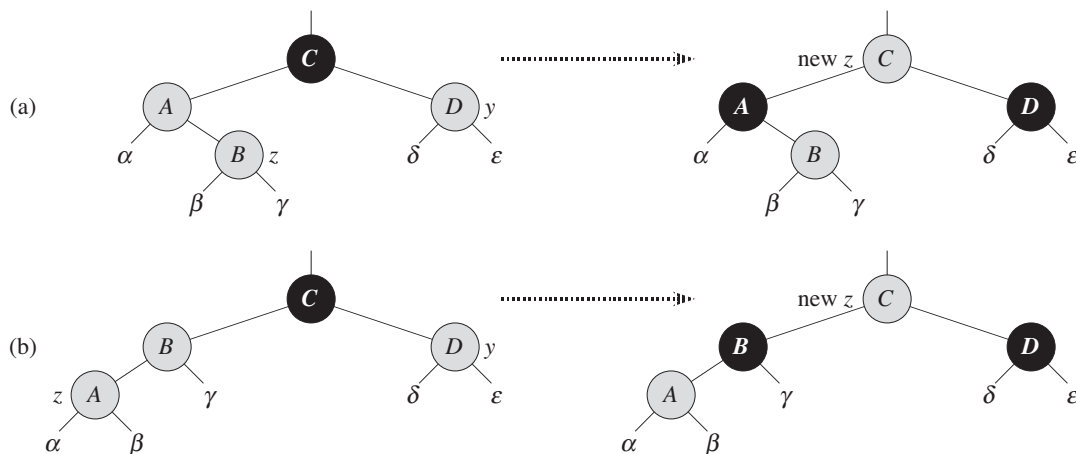 C
new z C
(a) A D y
A D
α B z δ ε
α B δ ε
β γ
β γ
C
new z C
(b) B D y
B D
z A γ δ ε
A γ δ ε
α β
α β